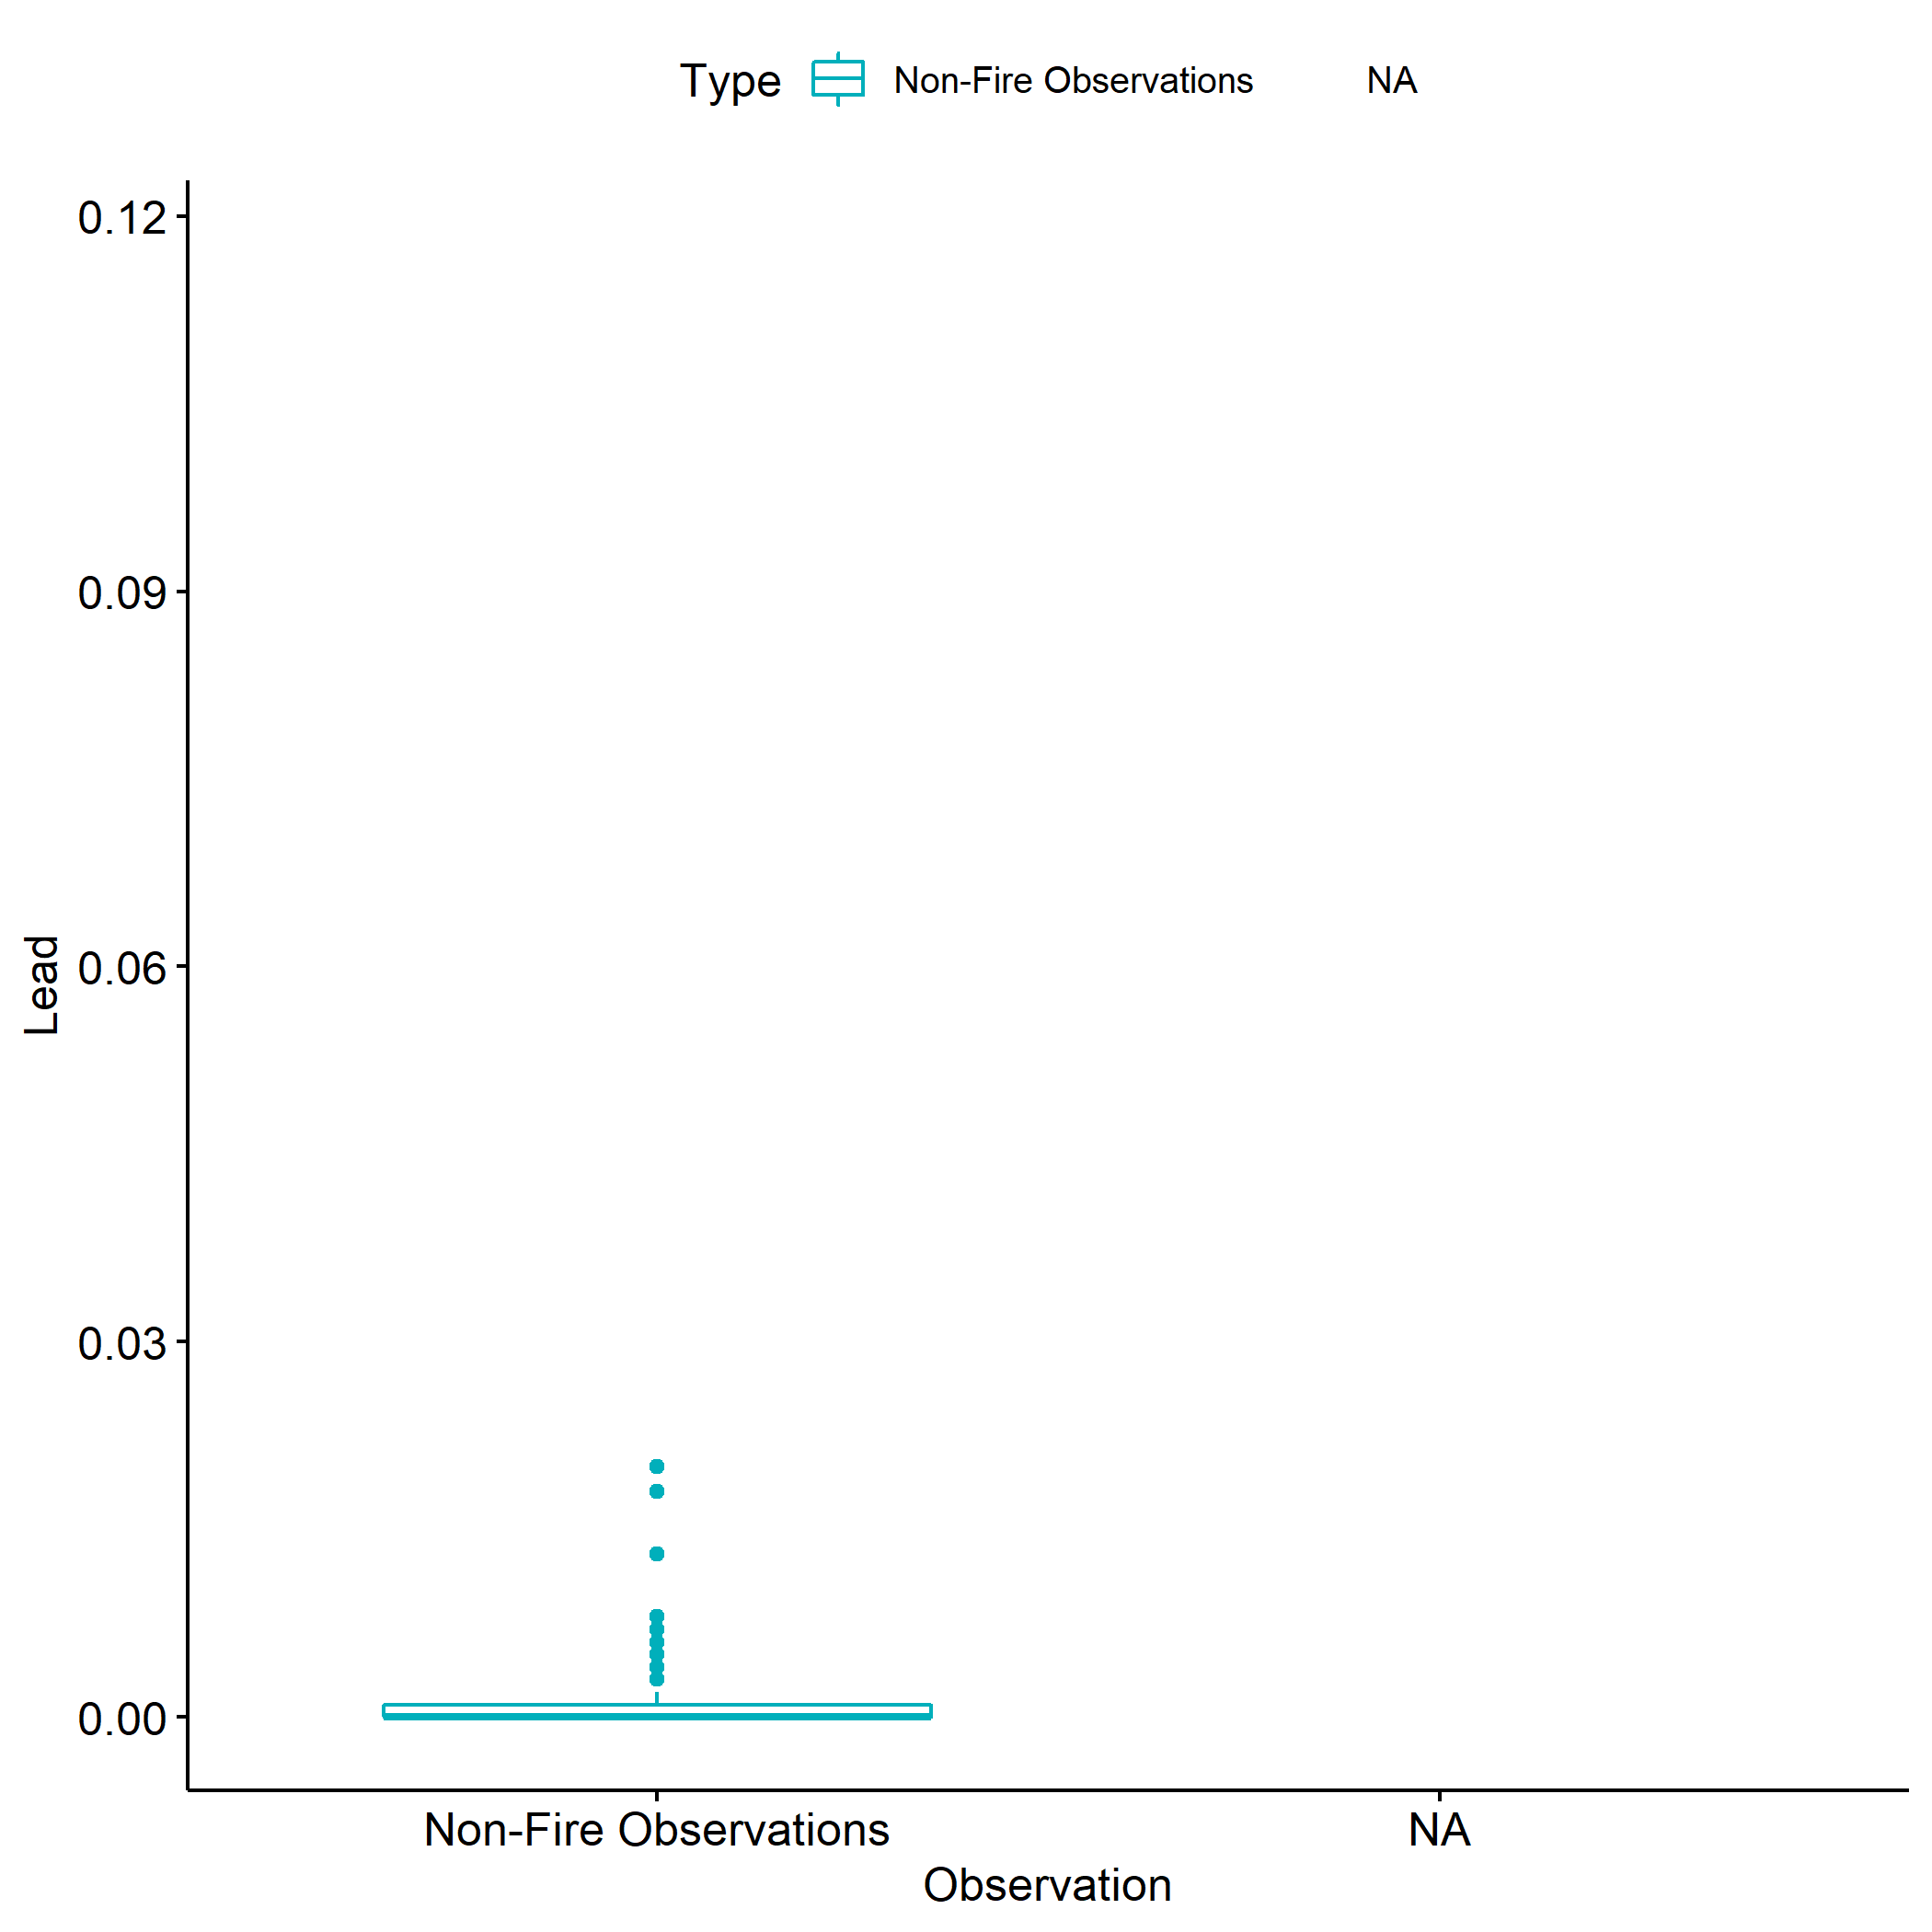 Type Non-Fire Observations NA
0.12
0.09
0.06
0.03
0.00
Lead
Non-Fire Observations NA
Observation